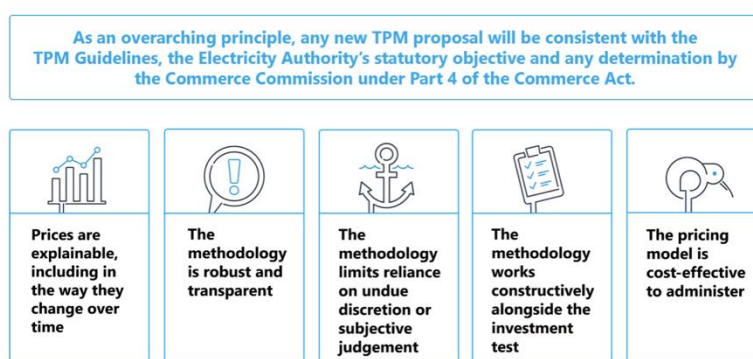 As an overarching principle, any new TPM proposal will be consistent with the
TPM Guidelines, the Electricity Authority's statutory objective and any determination by
the Commerce Commission under Part 4 of the Commerce Act.
Prices are
explainable,
including in
the way they
change over
time
The
methodology
is robust and
transparent
The
methodology
limits reliance
on undue
discretion or
subjective
judgement
The
methodology
works
constructively
alongside the
investment
test
The pricing
model is
cost-effective
to administer